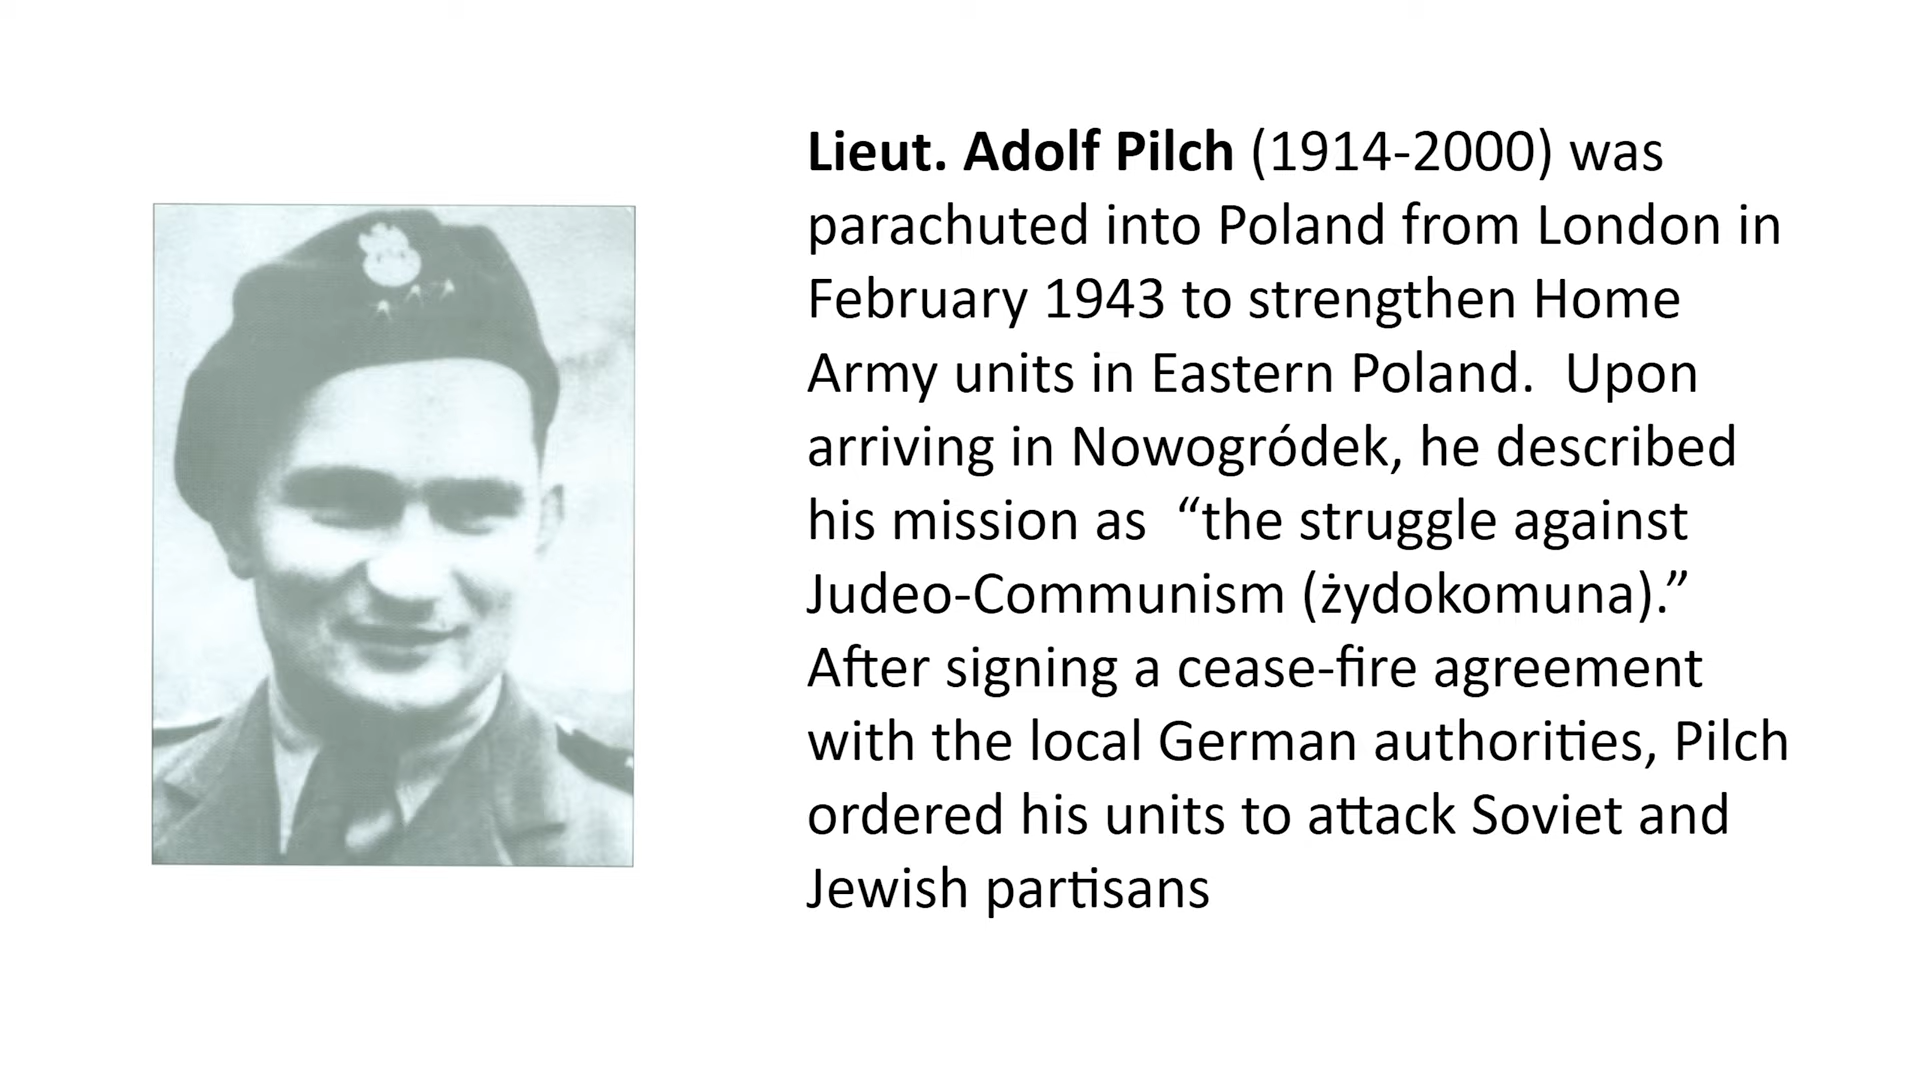 Lieut. Adolf Pilch (1914-2000) was
parachuted into Poland from London in
February 1943 to strengthen Home
Army units in Eastern Poland.  Upon
arriving in Nowogródek, he described
his mission as  “the struggle against
Judeo-Communism (żydokomuna).”
After signing a cease-fire agreement
with the local German authorities, Pilch
ordered his units to attack Soviet and
Jewish partisans